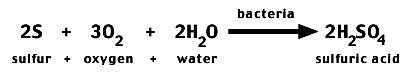 bacteria
2S + 3O₂ + 2H₂O 2H₂SO₄
sulfur + oxygen + water sulfuric acid